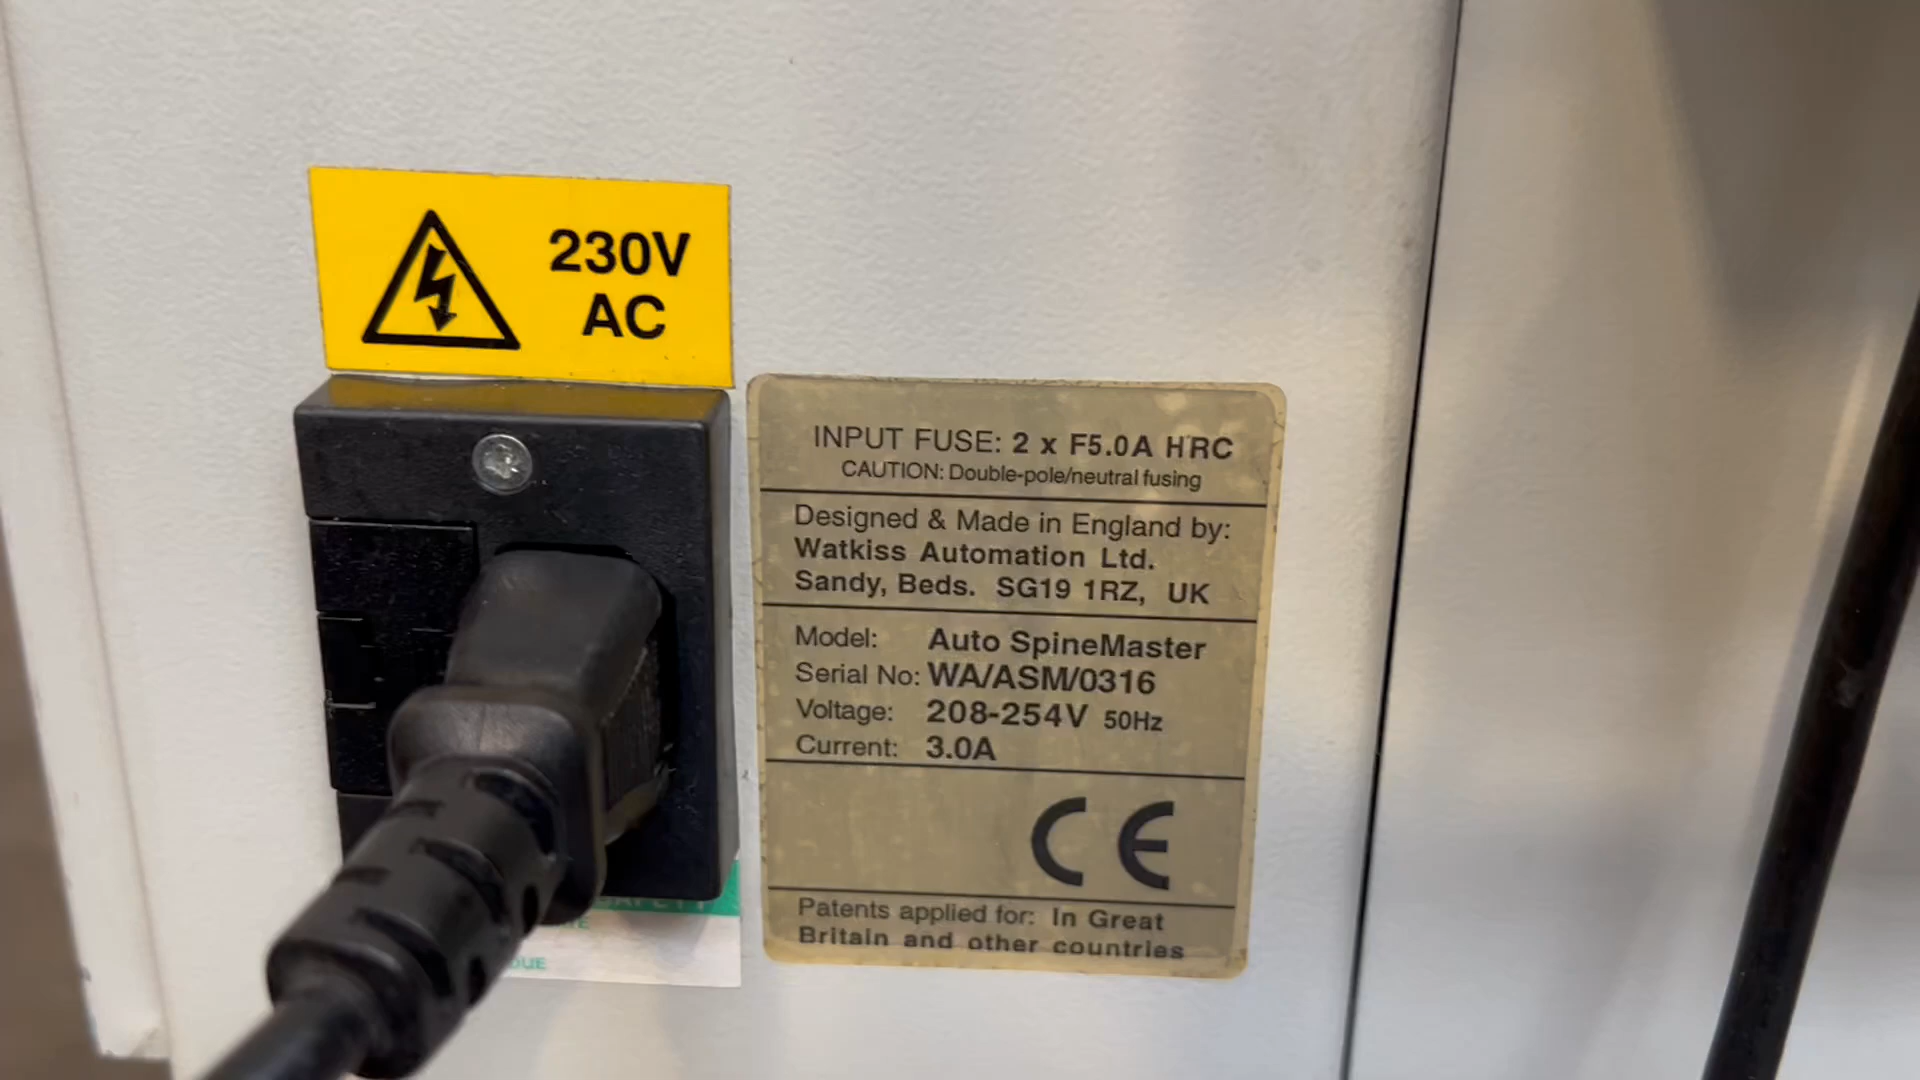 230V
AC
INPUT FUSE: 2 x F5.0A HRC
CAUTION: Double-pole/neutral fusing
Designed & Made in England by:
Watkiss Automation Ltd.
Sandy, Beds. SG19 1RZ, UK
Model: Auto SpineMaster
Serial No: WA/ASM/0316
Voltage: 208-254V 50Hz
Current: 3.0A
CE
Patents applied for: In Great
Britain and other countries
DUE